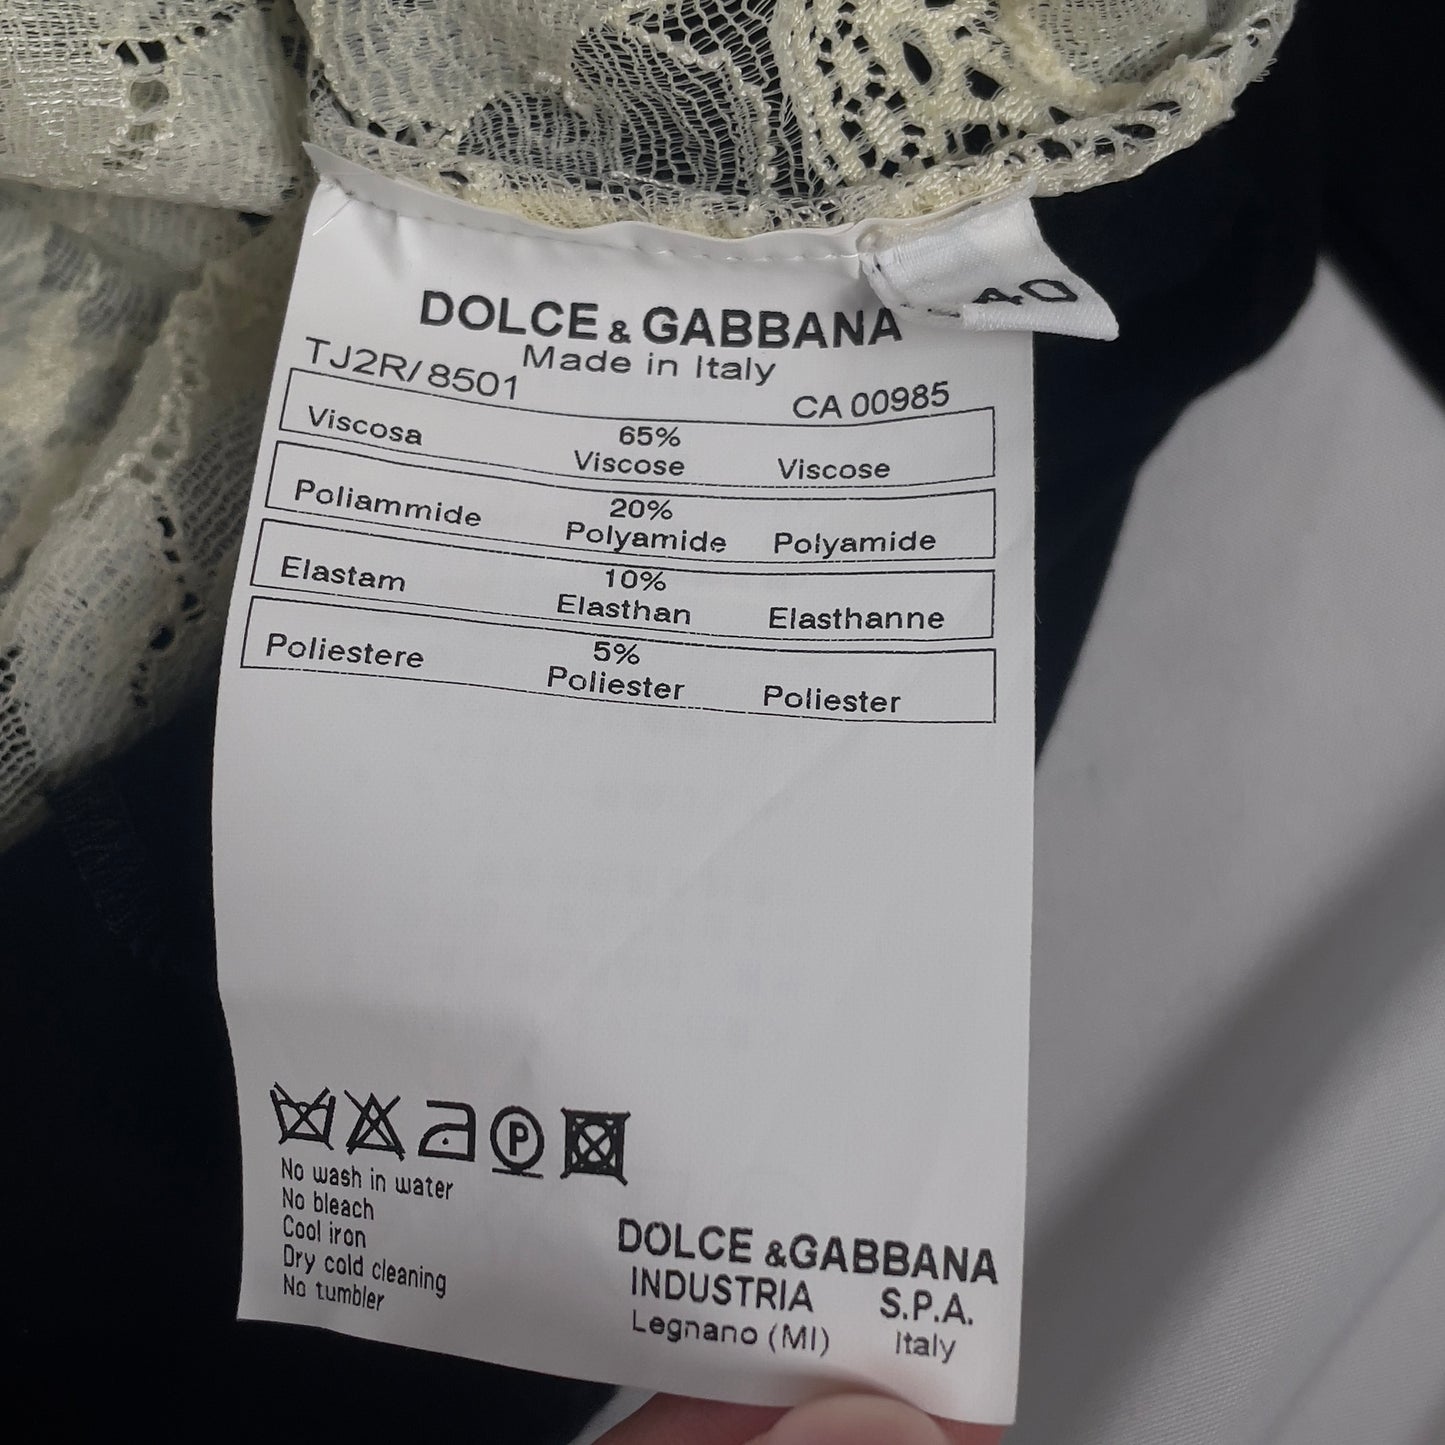 40
DOLCE & GABBANA
Made in Italy
TJ2R/8501
CA 00985
Viscosa 65% Viscose Viscose
Poliammide 20% Polyamide Polyamide
Elastam 10% Elasthan Elasthanne
Poliestere 5% Poliester Poliester
P
No wash in water
No bleach
Cool iron
Dry cold cleaning
No tumbler
DOLCE &GABBANA
INDUSTRIA S.P.A.
Legnano (MI) Italy